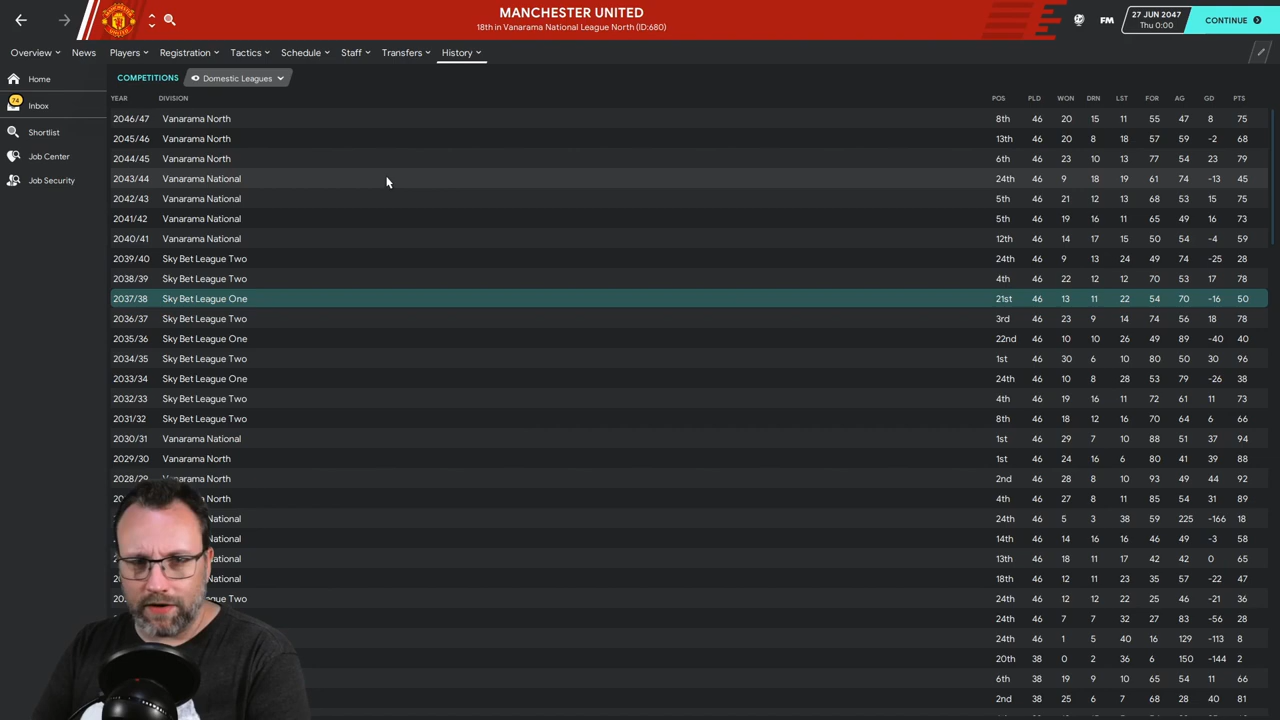 MANCHESTER UNITED
18th in Vanarama National League North (ID:680)
FM
27 JUN 2047
Thu 0:00
CONTINUE
Overview News Players Registration Tactics Schedule Staff Transfers History
Home
74
Inbox
Shortlist
Job Center
Job Security
COMPETITIONS Domestic Leagues
YEAR DIVISION POS PLD WON DRN LST FOR AG GD PTS
2046/47 Vanarama North 8th 46 20 15 11 55 47 8 75
2045/46 Vanarama North 13th 46 20 8 18 57 59 -2 68
2044/45 Vanarama North 6th 46 23 10 13 77 54 23 79
2043/44 Vanarama National 24th 46 9 18 19 61 74 -13 45
2042/43 Vanarama National 5th 46 21 12 13 68 53 15 75
2041/42 Vanarama National 5th 46 19 16 11 65 49 16 73
2040/41 Vanarama National 12th 46 14 17 15 50 54 -4 59
2039/40 Sky Bet League Two 24th 46 9 13 24 49 74 -25 28
2038/39 Sky Bet League Two 4th 46 22 12 12 70 53 17 78
2037/38 Sky Bet League One 21st 46 13 11 22 54 70 -16 50
2036/37 Sky Bet League Two 3rd 46 23 9 14 74 56 18 78
2035/36 Sky Bet League One 22nd 46 10 10 26 49 89 -40 40
2034/35 Sky Bet League Two 1st 46 30 6 10 80 50 30 96
2033/34 Sky Bet League One 24th 46 10 8 28 53 79 -26 38
2032/33 Sky Bet League Two 4th 46 19 16 11 72 61 11 73
2031/32 Sky Bet League Two 8th 46 18 12 16 70 64 6 66
2030/31 Vanarama National 1st 46 29 7 10 88 51 37 94
2029/30 Vanarama North 1st 46 24 16 6 80 41 39 88
2028/29 Vanarama North 2nd 46 28 8 10 93 49 44 92
North 4th 46 27 8 11 85 54 31 89
National 24th 46 5 3 38 59 225 -166 18
National 14th 46 14 16 16 46 49 -3 58
National 13th 46 18 11 17 42 42 0 65
National 18th 46 12 11 23 35 57 -22 47
Two 24th 46 12 12 22 25 46 -21 36
24th 46 7 7 32 27 83 -56 28
24th 46 1 5 40 16 129 -113 8
20th 38 0 2 36 6 150 -144 2
6th 38 19 9 10 65 54 11 66
2nd 38 25 6 7 68 28 40 81